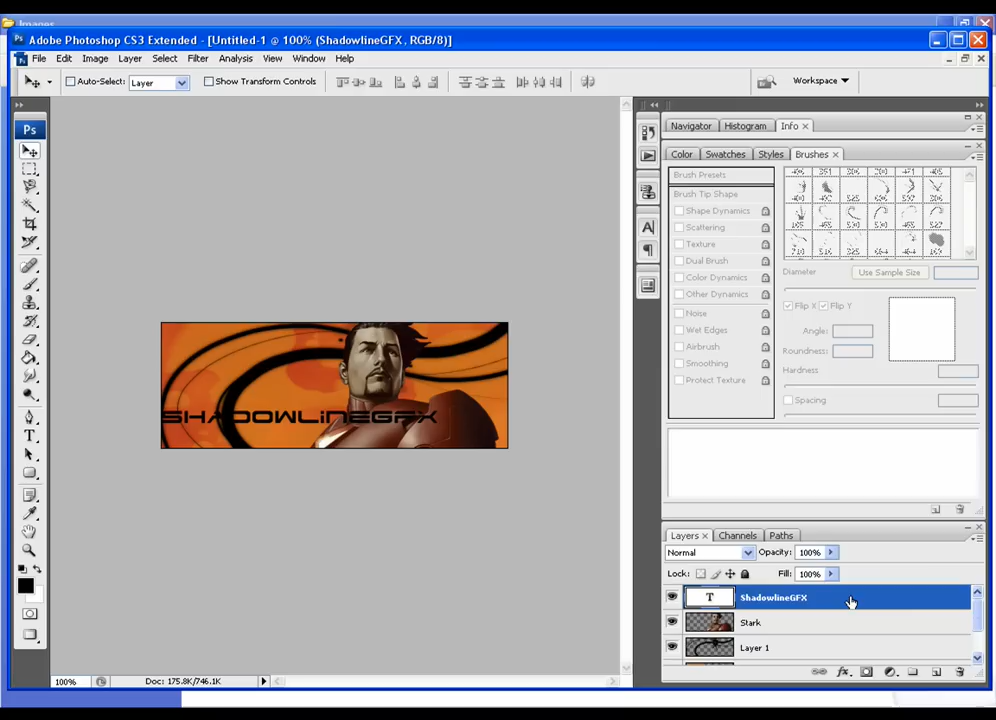 Images
Ps Adobe Photoshop CS3 Extended - [Untitled-1 @ 100% (ShadowlineGFX, RGB/8)]
File Edit Image Layer Select Filter Analysis View Window Help
Auto-Select: Layer Show Transform Controls Workspace
Ps
Navigator Histogram Info x
Color Swatches Styles Brushes x
Brush Presets
Brush Tip Shape
Shape Dynamics
Scattering
Texture
Dual Brush
Color Dynamics
Other Dynamics
Noise
Wet Edges
Airbrush
Smoothing
Protect Texture
Diameter Use Sample Size
Flip X Flip Y
Angle:
Roundness:
Hardness
Spacing
SHADOWLiNEGFX
Layers x Channels Paths
Normal Opacity: 100%
Lock: Fill: 100%
T ShadowlineGFX
Stark
Layer 1
100% Doc: 175.8K/746.1K